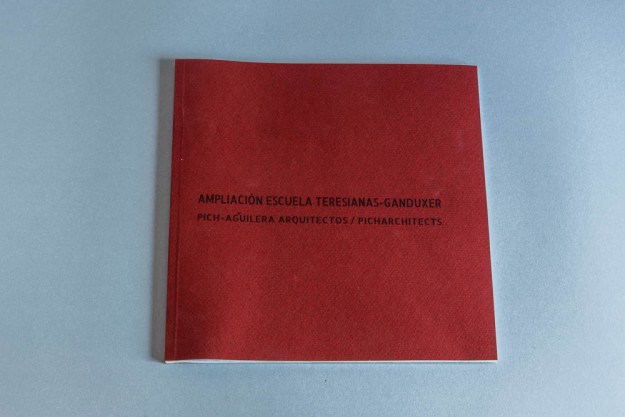 AMPLIACIÓN ESCUELA TERESIANAS-GANDUXER
PICH-AGUILERA ARQUITECTOS / PICHARCHITECTS